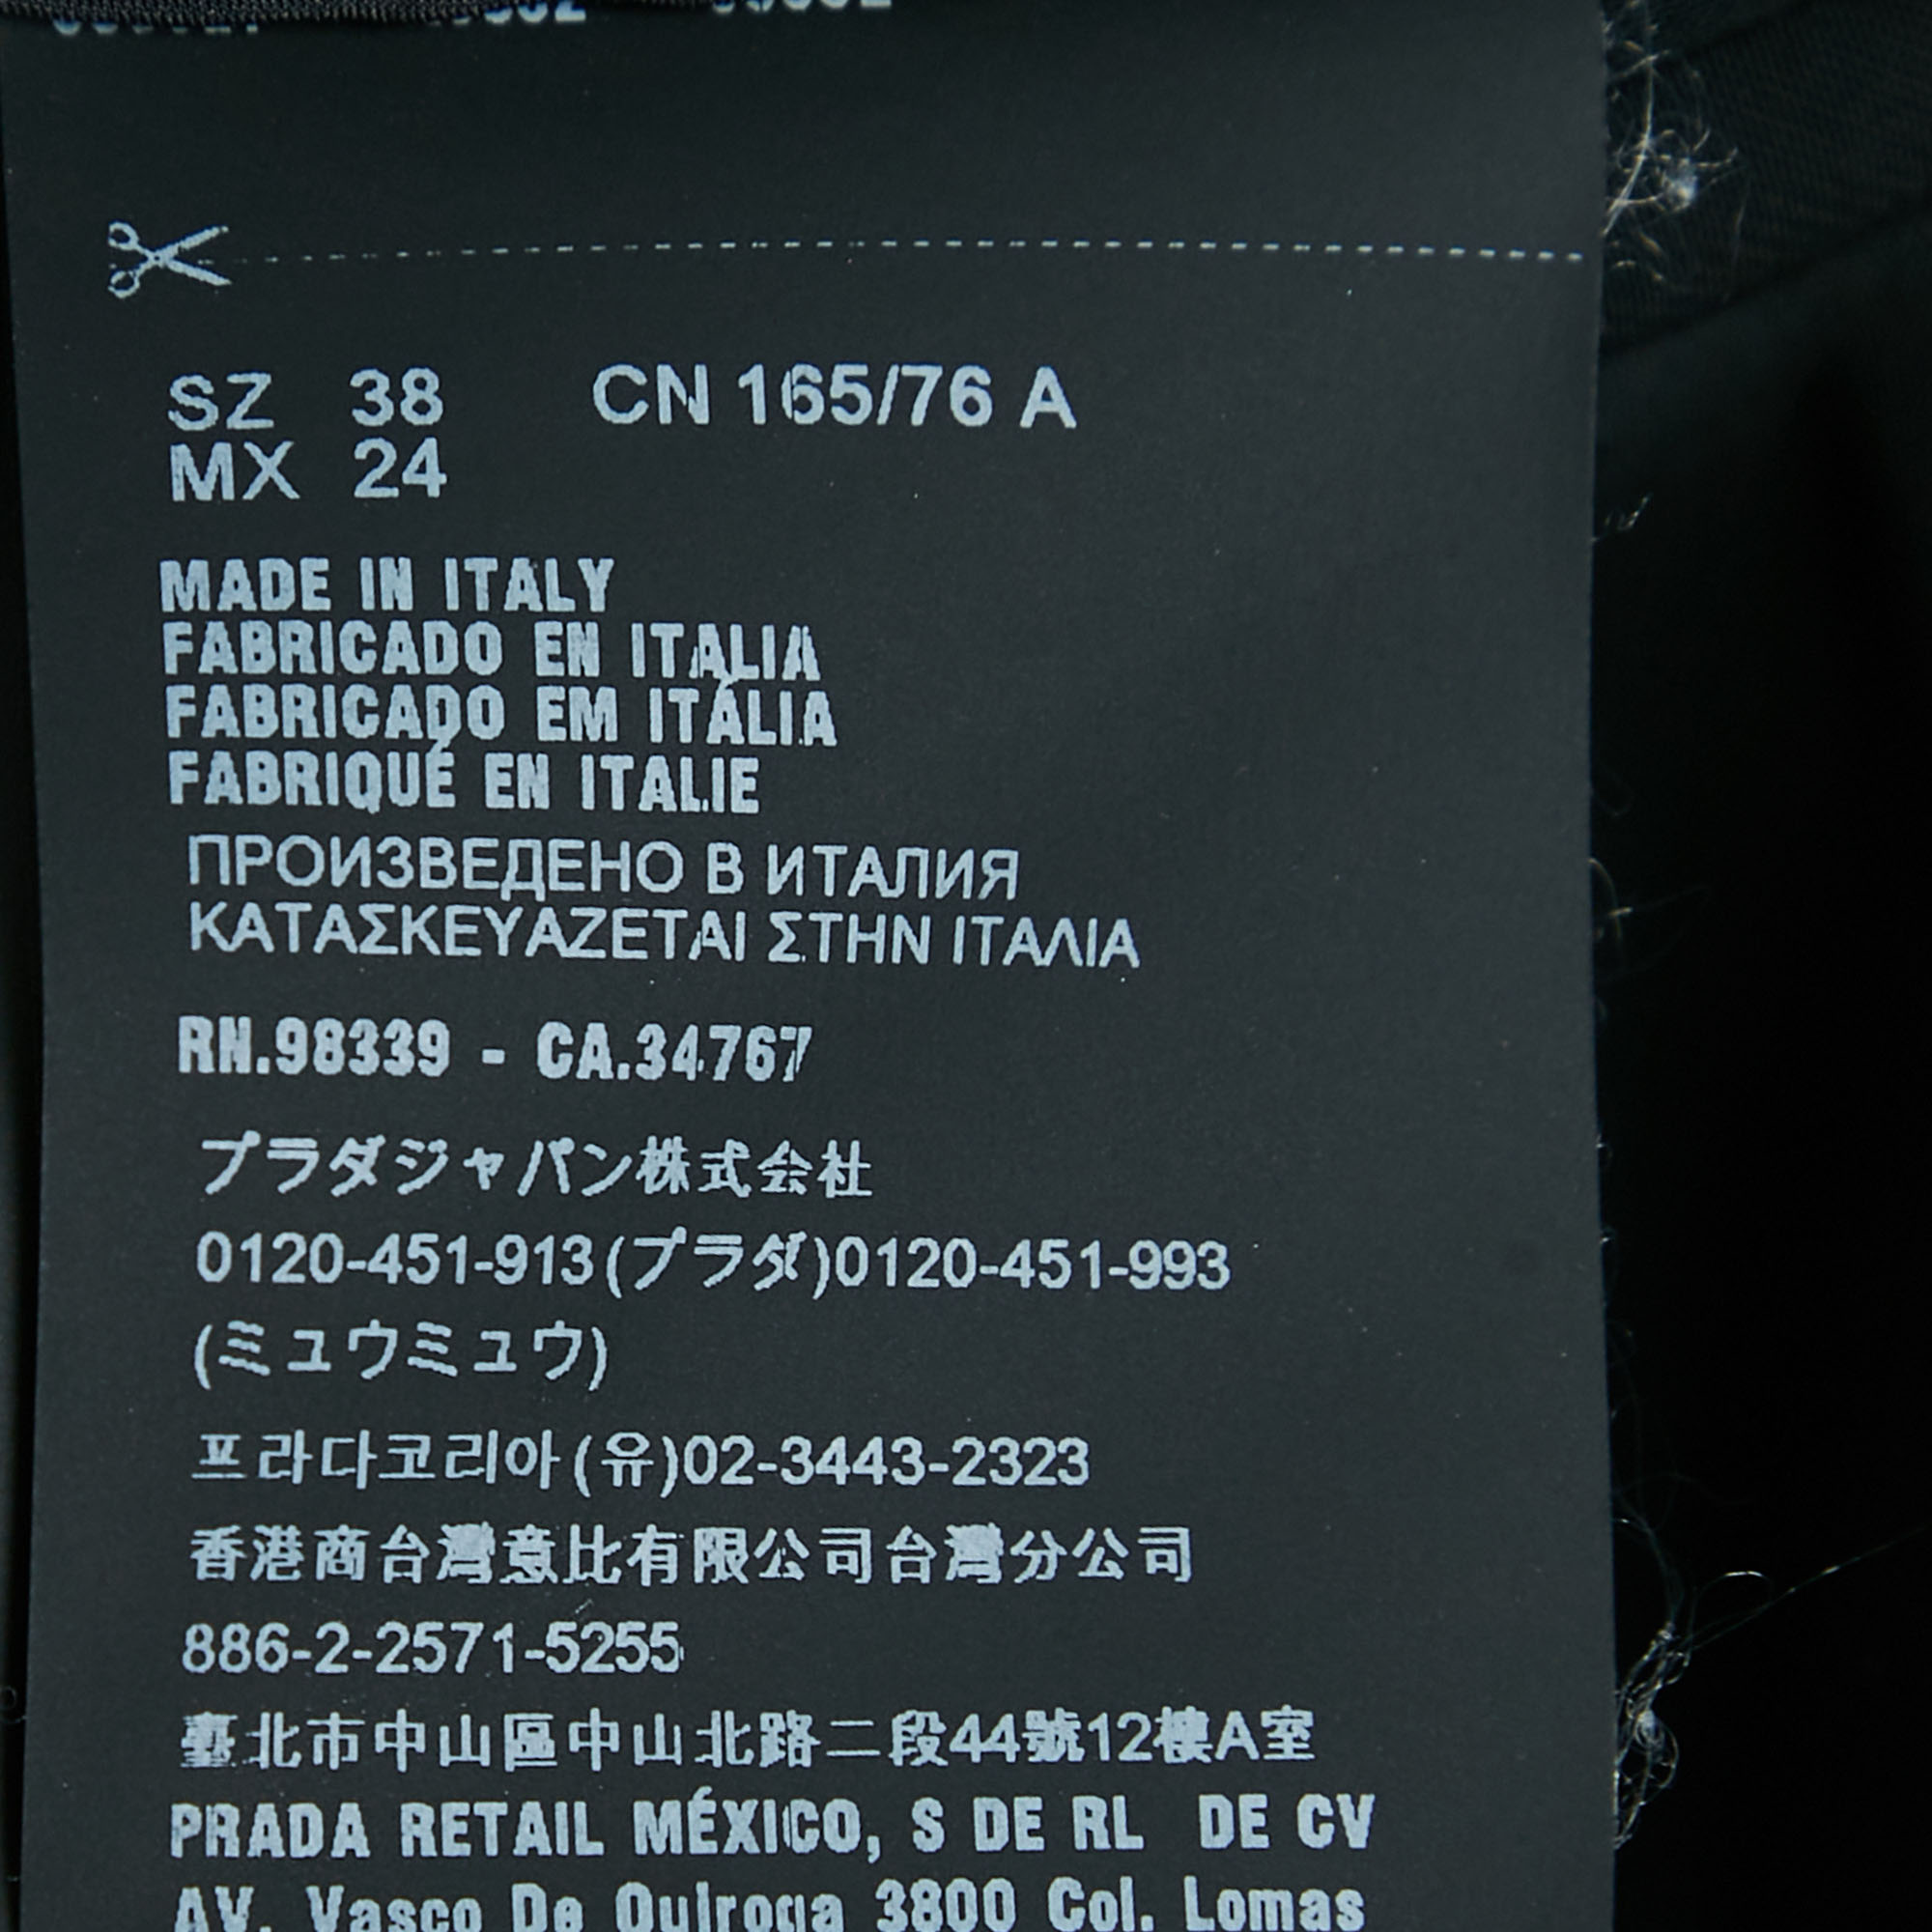 SZ 38 CN 165/76 A
MX 24
MADE IN ITALY
FABRICADO EN ITALIA
FABRICADO EM ITÁLIA
FABRIQUÉ EN ITALIE
ПРОИЗВЕДЕНО В ИТАЛИЯ
ΚΑΤΑΣΚΕΥΑΖΕΤΑΙ ΣΤΗΝ ΙΤΑΛΙΑ
RN.98339 - CA.34767
プラダジャパン株式会社
0120-451-913(プラダ)0120-451-993
(ミュウミュウ)
프라다코리아(유)02-3443-2323
香港商台灣意比有限公司台灣分公司
886-2-2571-5255
臺北市中山區中山北路二段44號12樓A室
PRADA RETAIL MÉXICO, S DE RL DE CV
AV. Vasco De Quiroga 3800 Col. Lomas